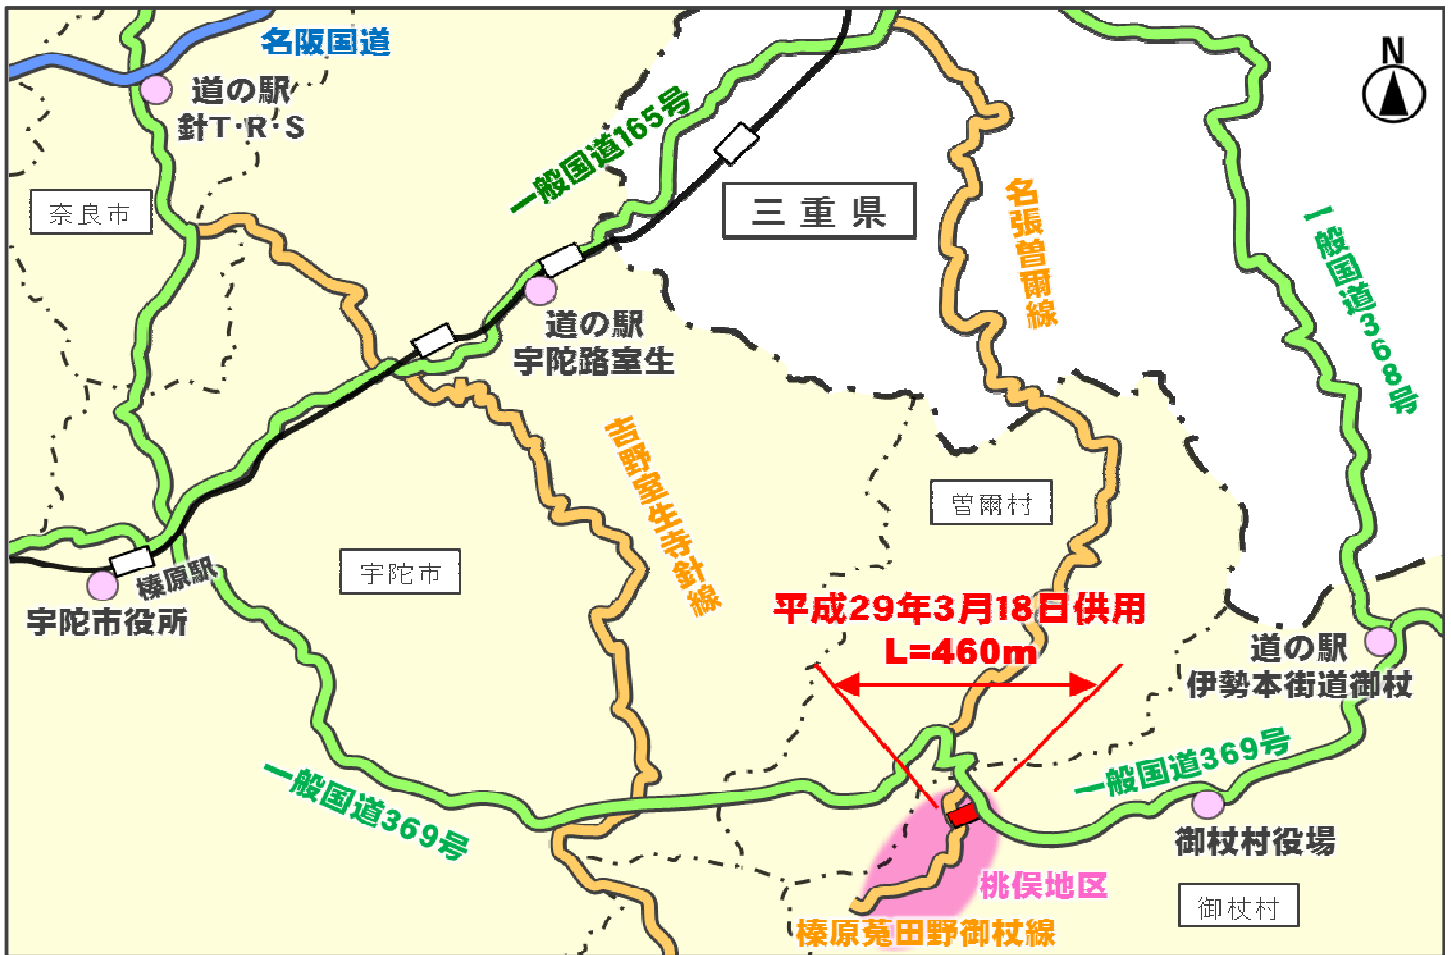 名阪国道
N
道の駅
針T・R・S
一般国道165号
奈良市
三重県
名張曽爾線
一般国道368号
道の駅
宇陀路室生
吉野室生寺針線
曽爾村
宇陀市
榛原駅
宇陀市役所
平成29年3月18日供用
L=460m
道の駅
伊勢本街道御杖
一般国道369号
一般国道369号
御杖村役場
桃俣地区
御杖村
榛原菟田野御杖線